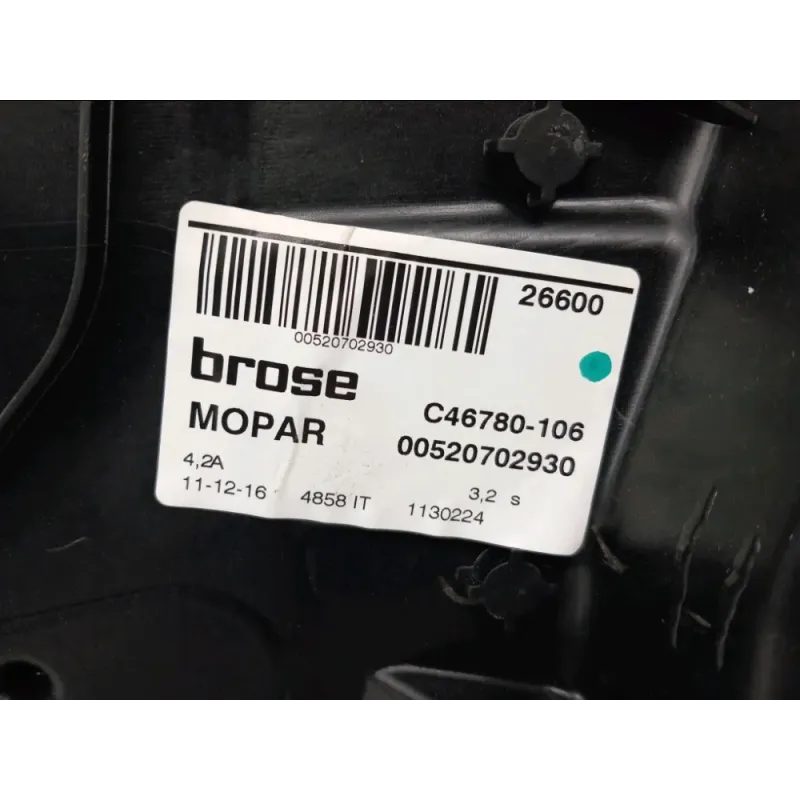 26600
00520702930
brose
MOPAR
C46780-106
00520702930
4,2A
3,2 s
11-12-16 4858 IT 1130224